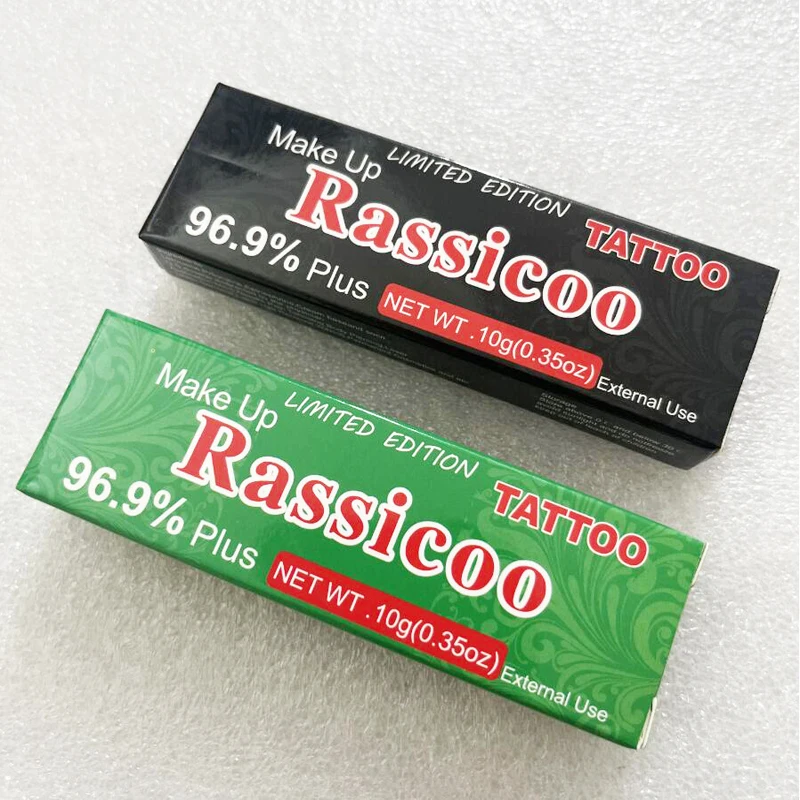 Make Up LIMITED EDITION
Rassicoo TATTOO
96.9% Plus
NET WT .10g(0.35oz)
External Use
Make Up LIMITED EDITION
Rassicoo TATTOO
96.9% Plus
NET WT .10g(0.35oz)
External Use